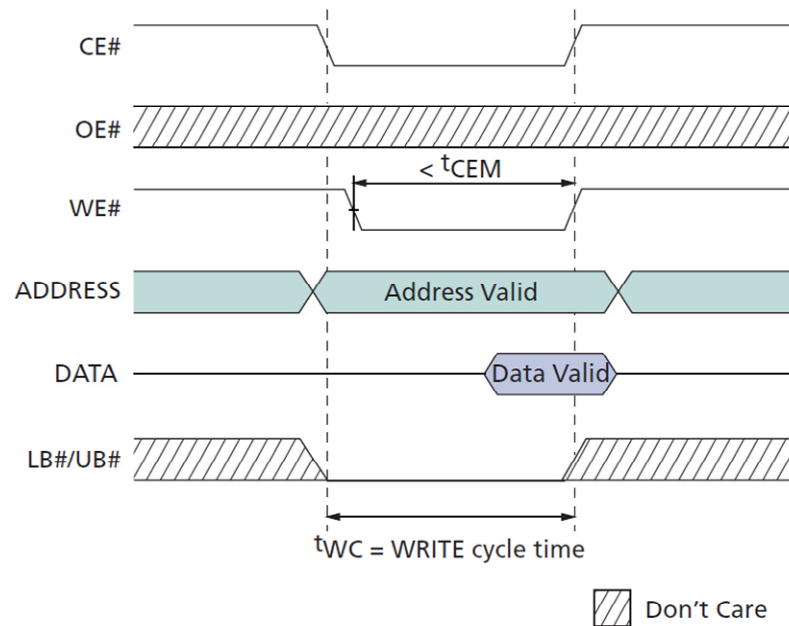 CE#
OE#
< tCEM
WE#
ADDRESS
Address Valid
DATA
Data Valid
LB#/UB#
tWC = WRITE cycle time
Don't Care